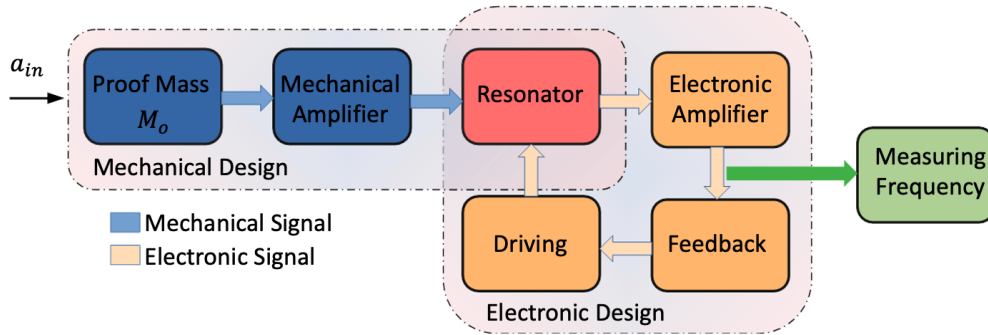 a_in
Proof Mass
M_o
Mechanical
Amplifier
Resonator
Electronic
Amplifier
Mechanical Design
Measuring
Frequency
Mechanical Signal
Electronic Signal
Driving
Feedback
Electronic Design